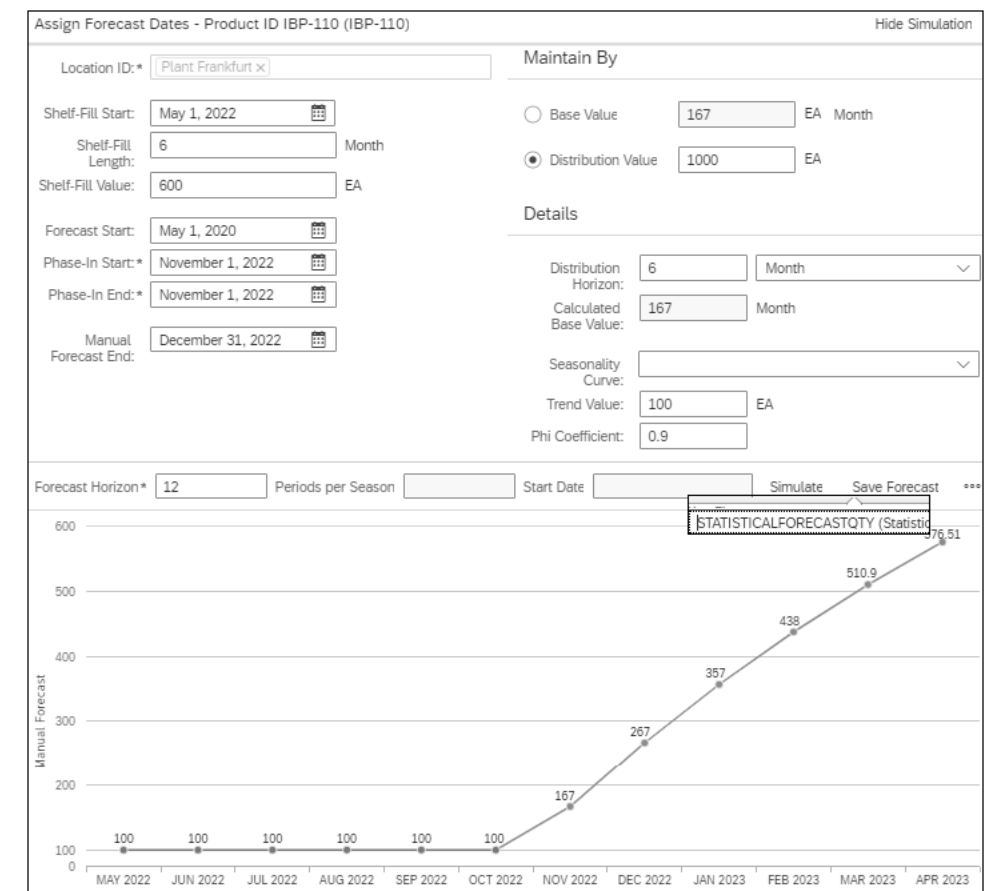 Assign Forecast Dates - Product ID IBP-110 (IBP-110)
Hide Simulation
Location ID:* Plant Frankfurt ×
Shelf-Fill Start: May 1, 2022
Shelf-Fill Length: 6 Month
Shelf-Fill Value: 600 EA
Forecast Start: May 1, 2020
Phase-In Start:* November 1, 2022
Phase-In End:* November 1, 2022
Manual Forecast End: December 31, 2022
Maintain By
Base Value 167 EA Month
Distribution Value 1000 EA
Details
Distribution Horizon: 6 Month
Calculated Base Value: 167 Month
Seasonality Curve:
Trend Value: 100 EA
Phi Coefficient: 0.9
Forecast Horizon* 12 Periods per Season Start Date Simulate Save Forecast
STATISTICALFORECASTQTY (Statistic
Manual Forecast
600
500
400
300
200
100
0
100 100 100 100 100 100 167 267 357 438 510.9 576.51
MAY 2022 JUN 2022 JUL 2022 AUG 2022 SEP 2022 OCT 2022 NOV 2022 DEC 2022 JAN 2023 FEB 2023 MAR 2023 APR 2023